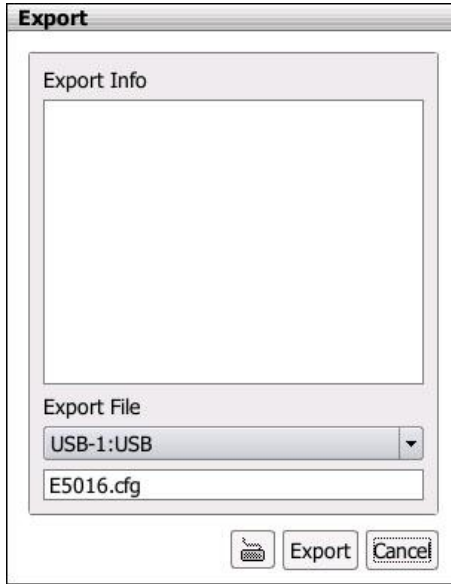 Export
Export Info
Export File
USB-1:USB
E5016.cfg
Export
Cancel